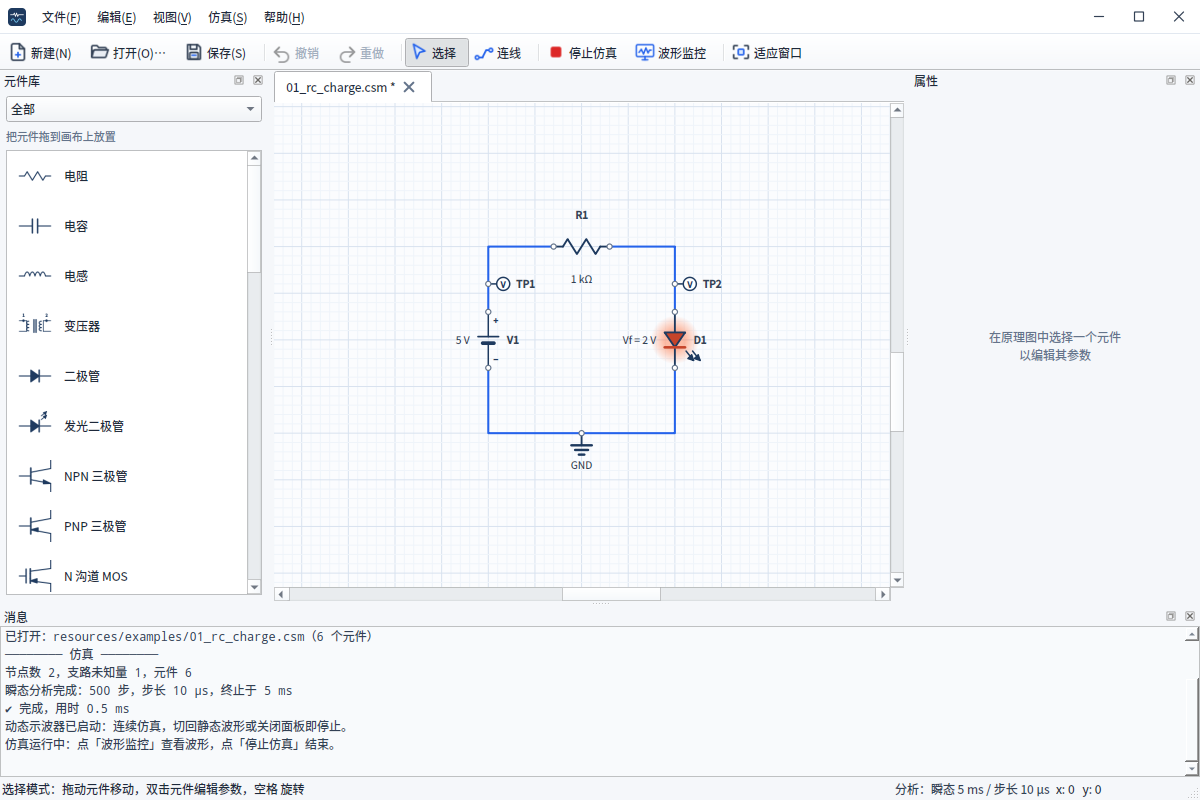 文件(F) 编辑(E) 视图(V) 仿真(S) 帮助(H)
新建(N) 打开(O)··· 保存(S) 撤销 重做 选择 连线 停止仿真 波形监控 适应窗口
元件库
全部
把元件拖到画布上放置
电阻
电容
电感
变压器
二极管
发光二极管
NPN 三极管
PNP 三极管
N 沟道 MOS
01_rc_charge.csm *
R1
1 kΩ
V TP1
V TP2
+
5 V V1
−
Vf = 2 V D1
GND
属性
在原理图中选择一个元件
以编辑其参数
消息
已打开：resources/examples/01_rc_charge.csm（6 个元件）
———————— 仿真 ————————
节点数 2，支路未知量 1，元件 6
瞬态分析完成：500 步，步长 10 μs，终止于 5 ms
✔ 完成，用时 0.5 ms
动态示波器已启动：连续仿真，切回静态波形或关闭面板即停止。
仿真运行中：点「波形监控」查看波形，点「停止仿真」结束。
选择模式：拖动元件移动，双击元件编辑参数，空格 旋转
分析：瞬态 5 ms / 步长 10 μs x: 0 y: 0